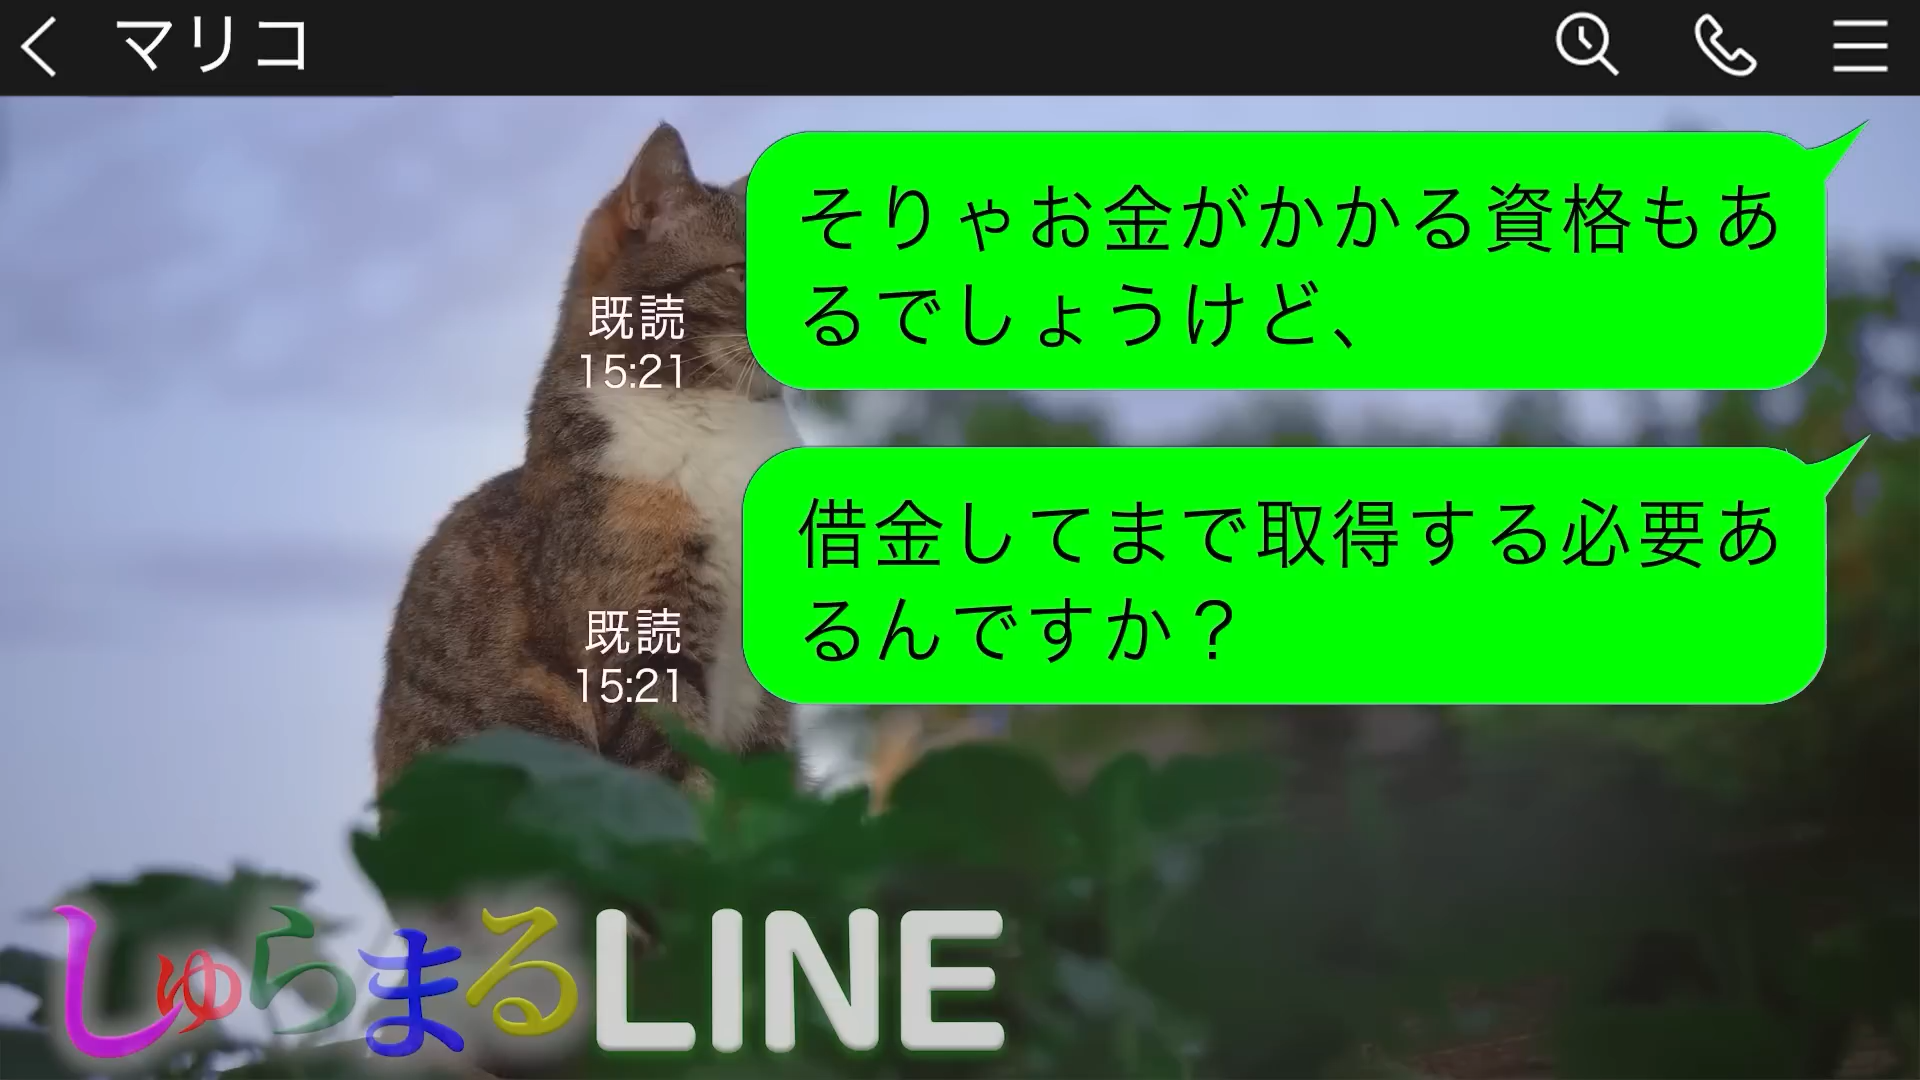 マリコ
そりゃお金がかかる資格もあ
るでしょうけど、
既読
15:21
借金してまで取得する必要あ
るんですか？
既読
15:21
しゅらまるLINE